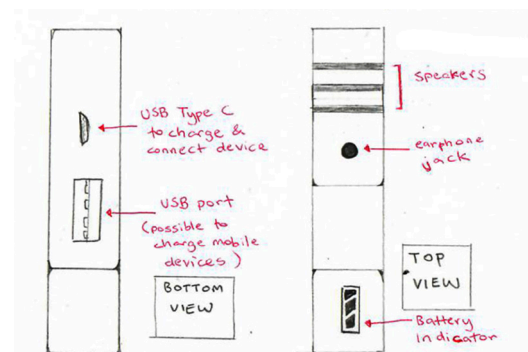 USB Type C
to charge &
connect device
USB port
(possible to
charge mobile
devices)
BOTTOM
VIEW
speakers
earphone
jack
TOP
VIEW
Battery
indicator